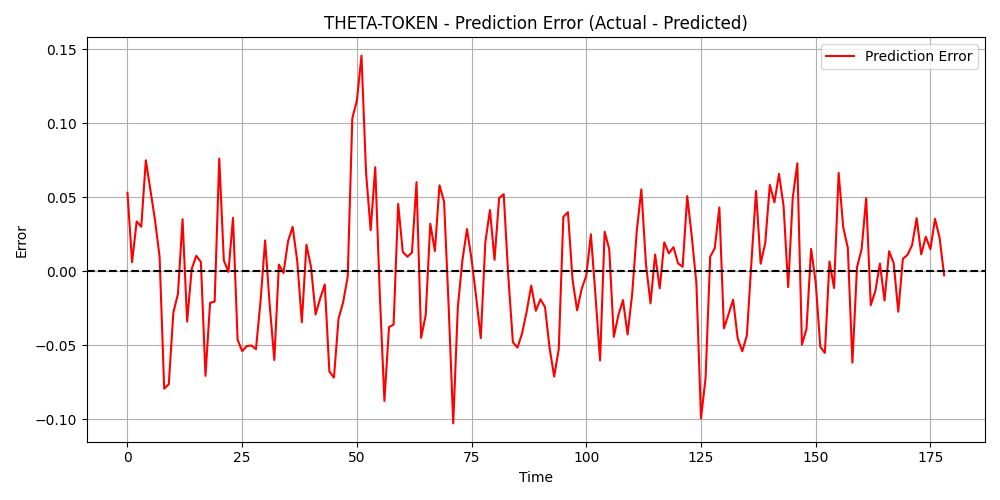 THETA-TOKEN - Prediction Error (Actual - Predicted)
Prediction Error
Error
0.15
0.10
0.05
0.00
−0.05
−0.10
0 25 50 75 100 125 150 175
Time